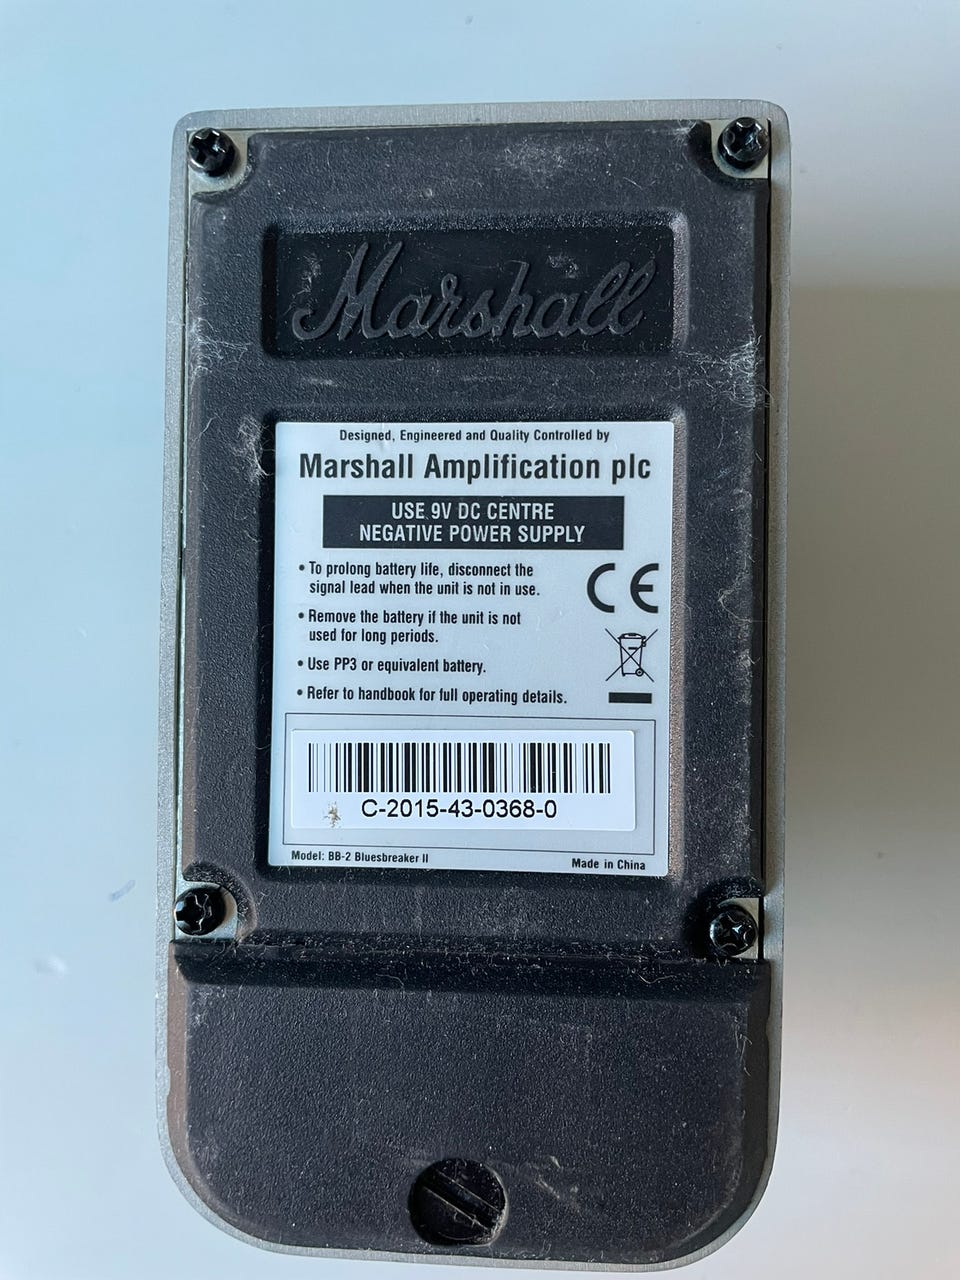 Marshall
Designed, Engineered and Quality Controlled by
Marshall Amplification plc
USE 9V DC CENTRE
NEGATIVE POWER SUPPLY
• To prolong battery life, disconnect the
signal lead when the unit is not in use.
• Remove the battery if the unit is not
used for long periods.
• Use PP3 or equivalent battery.
• Refer to handbook for full operating details.
CE
C-2015-43-0368-0
Model: BB-2 Bluesbreaker II
Made in China